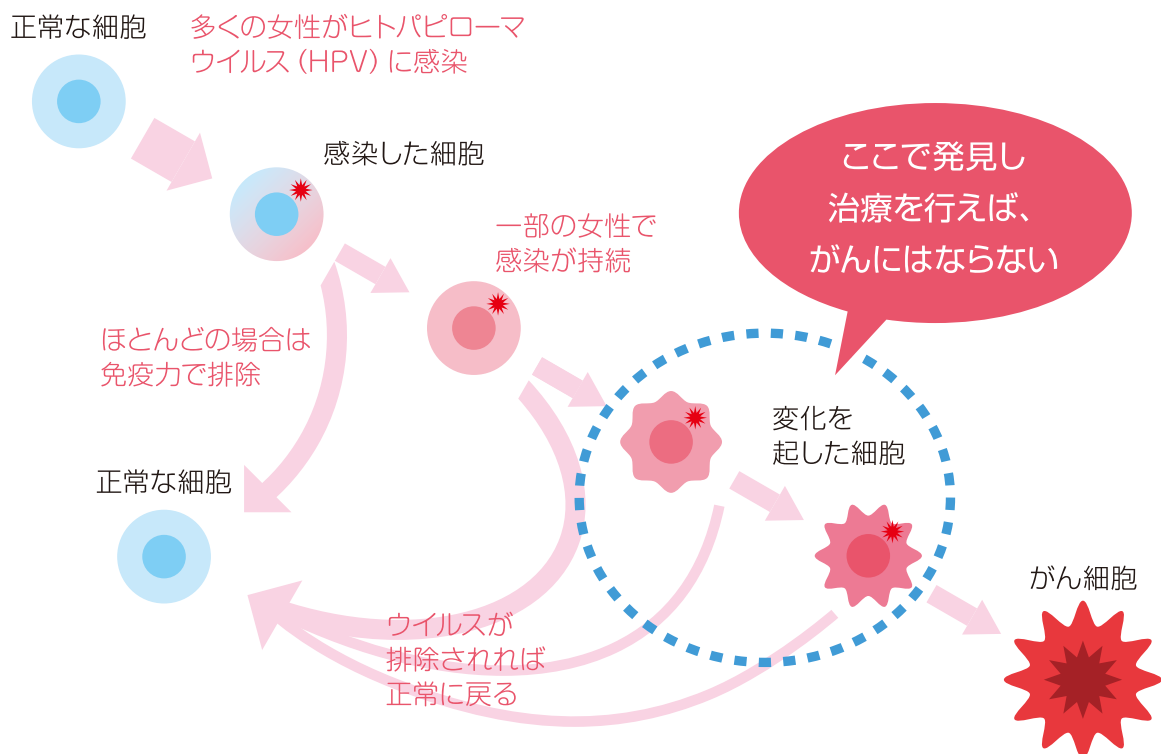 正常な細胞
多くの女性がヒトパピローマ
ウイルス（HPV）に感染
感染した細胞
一部の女性で
感染が持続
ここで発見し
治療を行えば、
がんにはならない
ほとんどの場合は
免疫力で排除
変化を
起した細胞
正常な細胞
がん細胞
ウイルスが
排除されれば
正常に戻る